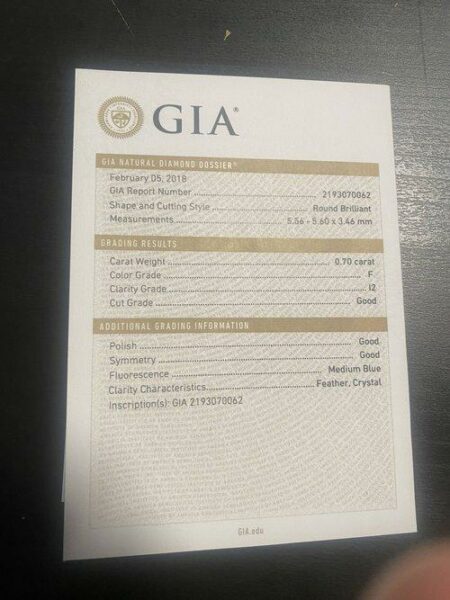 GIA®
GIA NATURAL DIAMOND DOSSIER™
February 05, 2018
GIA Report Number 2193070062
Shape and Cutting Style Round Brilliant
Measurements 5.56 - 5.60 x 3.46 mm
GRADING RESULTS
Carat Weight 0.70 carat
Color Grade F
Clarity Grade I2
Cut Grade Good
ADDITIONAL GRADING INFORMATION
Polish Good
Symmetry Good
Fluorescence Medium Blue
Clarity Characteristics Feather, Crystal
Inscription(s): GIA 2193070062
GIA.edu